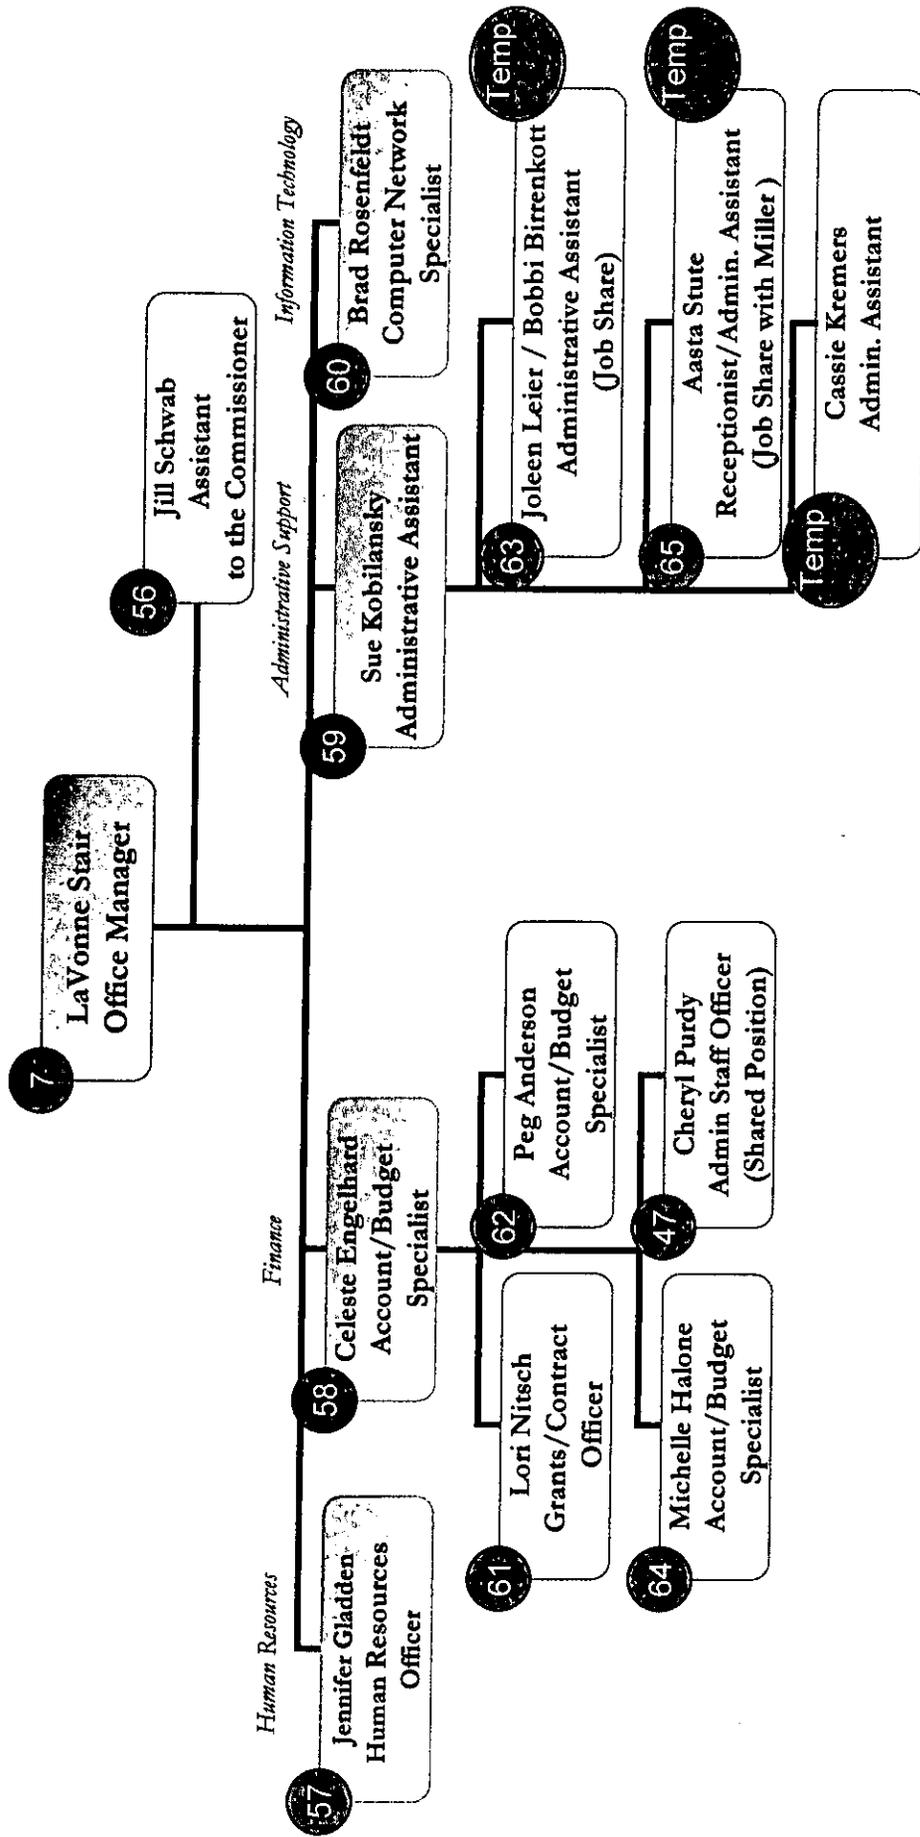 7
LaVonne Stair
Office Manager
56
Jill Schwab
Assistant
to the Commissioner
Human Resources
57
Jennifer Gladden
Human Resources
Officer
Finance
58
Celeste Engelhard
Account/Budget
Specialist
61
Lori Nitsch
Grants/Contract
Officer
62
Peg Anderson
Account/Budget
Specialist
64
Michelle Halone
Account/Budget
Specialist
47
Cheryl Purdy
Admin Staff Officer
(Shared Position)
Administrative Support
59
Sue Kobilansky
Administrative Assistant
63
Joleen Leier / Bobbi Birrenkott
Administrative Assistant
(Job Share)
Temp
65
Aasta Stute
Receptionist/Admin. Assistant
(Job Share with Miller )
Temp
Temp
Cassie Kremers
Admin. Assistant
Information Technology
60
Brad Rosenfeldt
Computer Network
Specialist